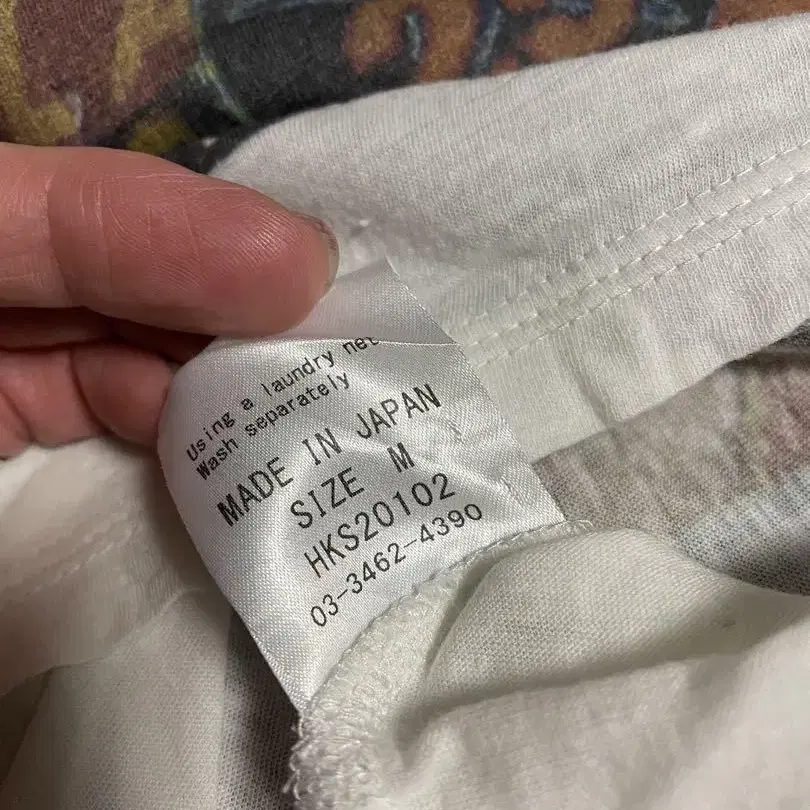 Using a laundry net
Wash separately
MADE IN JAPAN
SIZE M
HKS20102
03-3462-4390